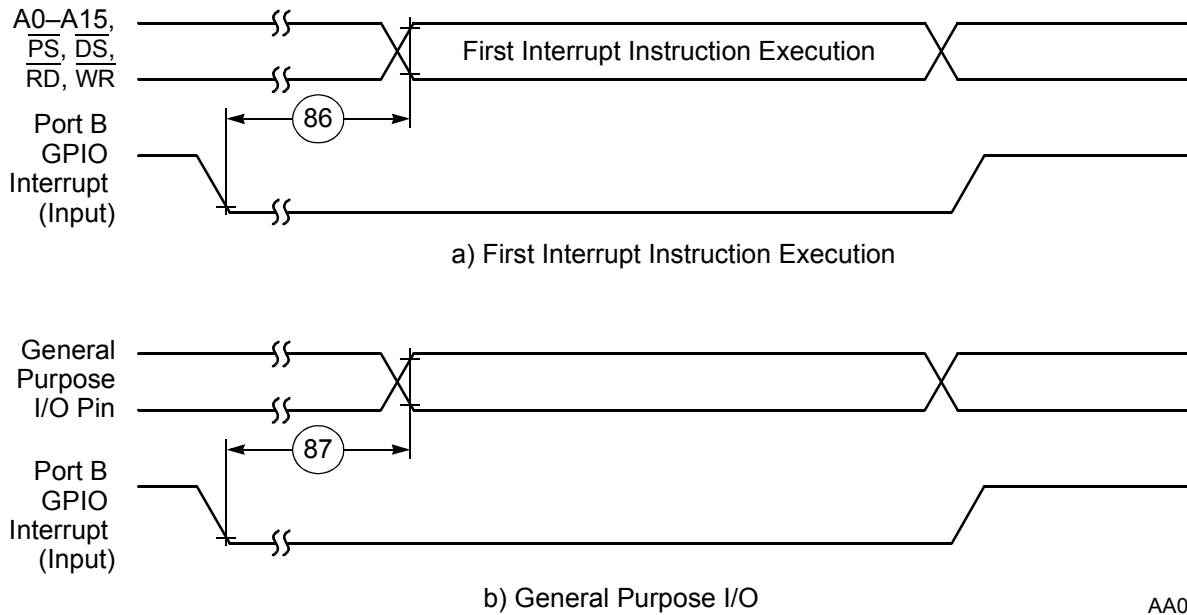 A0–A15,
PS, DS,
RD, WR
First Interrupt Instruction Execution
86
Port B
GPIO
Interrupt
(Input)
a) First Interrupt Instruction Execution
General
Purpose
I/O Pin
87
Port B
GPIO
Interrupt
(Input)
b) General Purpose I/O
AA0